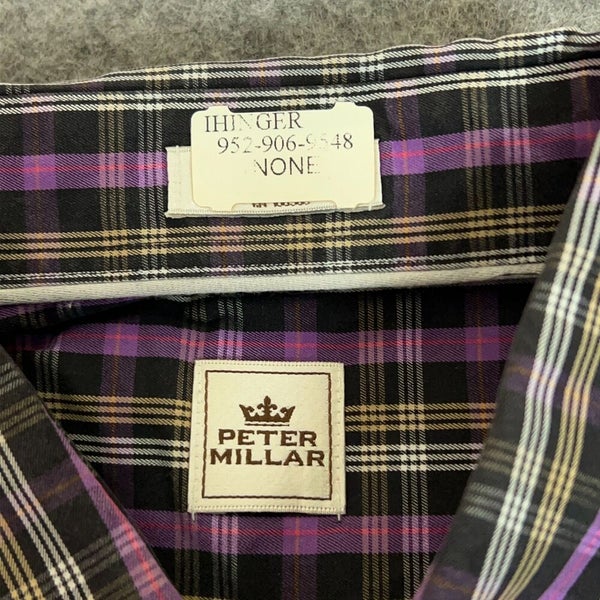 IHINGER
952-906-9548
NONE
PETER
MILLAR